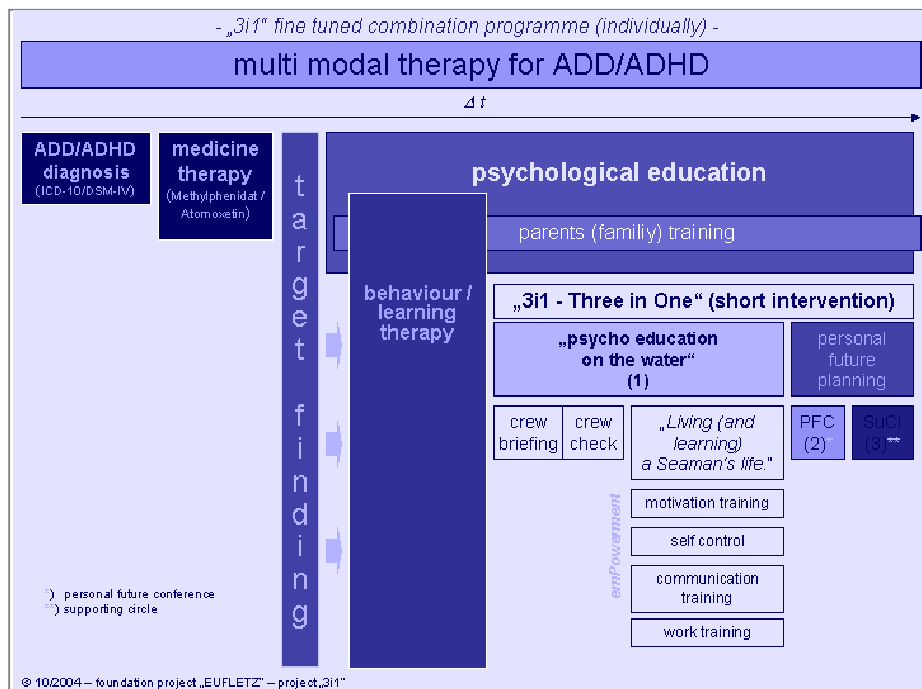 - „3i1“ fine tuned combination programme (individually) -
multi modal therapy for ADD/ADHD
Δ t
ADD/ADHD
diagnosis
(ICD-10/DSM-IV)
medicine
therapy
(Methylphenidat /
Atomoxetin)
target finding
psychological education
parents (familiy) training
behaviour /
learning
therapy
„3i1 - Three in One“ (short intervention)
„psycho education
on the water“
(1)
personal
future
planning
crew
briefing
crew
check
„Living (and
learning)
a Seaman's life.“
PFC
(2)*
SuCi
(3)**
emPowerment
motivation training
self control
communication
training
work training
*) personal future conference
**) supporting circle
© 10/2004 – foundation project „EUFLETZ“ – project „3i1“